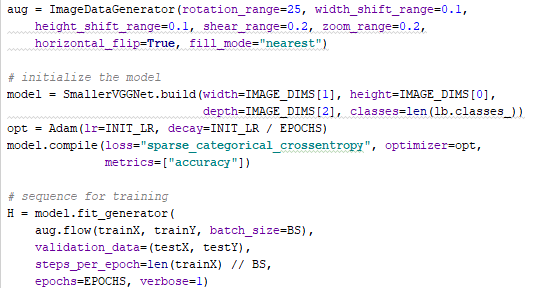 aug = ImageDataGenerator(rotation_range=25, width_shift_range=0.1,
    height_shift_range=0.1, shear_range=0.2, zoom_range=0.2,
    horizontal_flip=True, fill_mode="nearest")
# initialize the model
model = SmallerVGGNet.build(width=IMAGE_DIMS[1], height=IMAGE_DIMS[0],
                            depth=IMAGE_DIMS[2], classes=len(lb.classes_))
opt = Adam(lr=INIT_LR, decay=INIT_LR / EPOCHS)
model.compile(loss="sparse_categorical_crossentropy", optimizer=opt,
              metrics=["accuracy"])
# sequence for training
H = model.fit_generator(
    aug.flow(trainX, trainY, batch_size=BS),
    validation_data=(testX, testY),
    steps_per_epoch=len(trainX) // BS,
    epochs=EPOCHS, verbose=1)